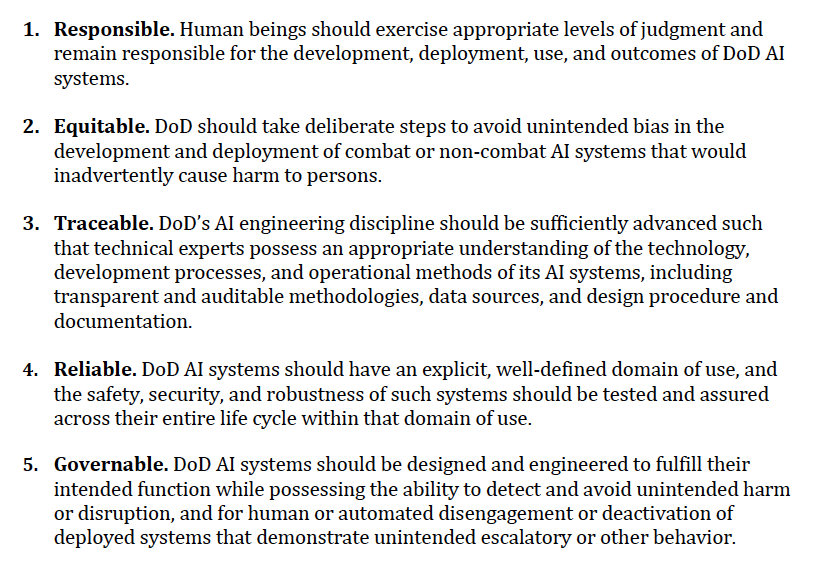 1. Responsible. Human beings should exercise appropriate levels of judgment and
remain responsible for the development, deployment, use, and outcomes of DoD AI
systems.
2. Equitable. DoD should take deliberate steps to avoid unintended bias in the
development and deployment of combat or non-combat AI systems that would
inadvertently cause harm to persons.
3. Traceable. DoD’s AI engineering discipline should be sufficiently advanced such
that technical experts possess an appropriate understanding of the technology,
development processes, and operational methods of its AI systems, including
transparent and auditable methodologies, data sources, and design procedure and
documentation.
4. Reliable. DoD AI systems should have an explicit, well-defined domain of use, and
the safety, security, and robustness of such systems should be tested and assured
across their entire life cycle within that domain of use.
5. Governable. DoD AI systems should be designed and engineered to fulfill their
intended function while possessing the ability to detect and avoid unintended harm
or disruption, and for human or automated disengagement or deactivation of
deployed systems that demonstrate unintended escalatory or other behavior.